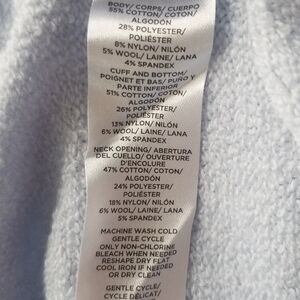 BODY/ CORPS/ CUERPO
55% COTTON/ COTON/
ALGODÓN
28% POLYESTER/
POLIÉSTER
8% NYLON/ NILÓN
5% WOOL/ LAINE/ LANA
4% SPANDEX
CUFF AND BOTTOM/
POIGNET ET BAS/ PUÑO Y
PARTE INFERIOR
51% COTTON/ COTON/
ALGODÓN
26% POLYESTER/
POLIÉSTER
13% NYLON/ NILÓN
6% WOOL/ LAINE/ LANA
4% SPANDEX
NECK OPENING/ ABERTURA
DEL CUELLO/ OUVERTURE
D'ENCOLURE
47% COTTON/ COTON/
ALGODÓN
24% POLYESTER/
POLIÉSTER
18% NYLON/ NILÓN
6% WOOL/ LAINE/ LANA
5% SPANDEX
MACHINE WASH COLD
GENTLE CYCLE
ONLY NON-CHLORINE
BLEACH WHEN NEEDED
RESHAPE DRY FLAT
COOL IRON IF NEEDED
OR DRY CLEAN
GENTLE CYCLE/
CYCLE DÉLICAT/